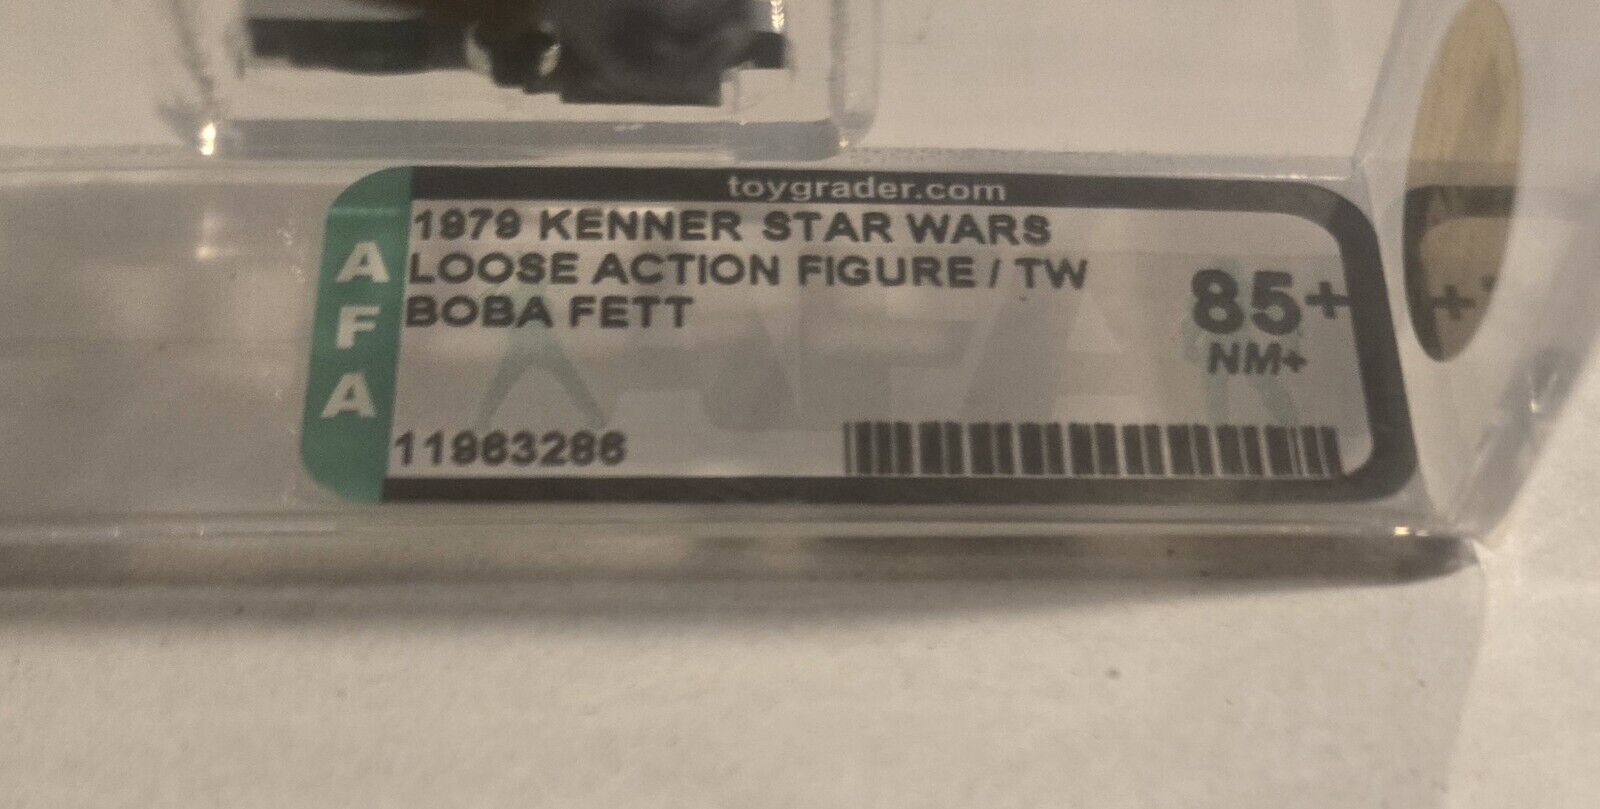 toygrader.com
1979 KENNER STAR WARS
LOOSE ACTION FIGURE / TW
BOBA FETT
85+
NM+
AFA
11963286